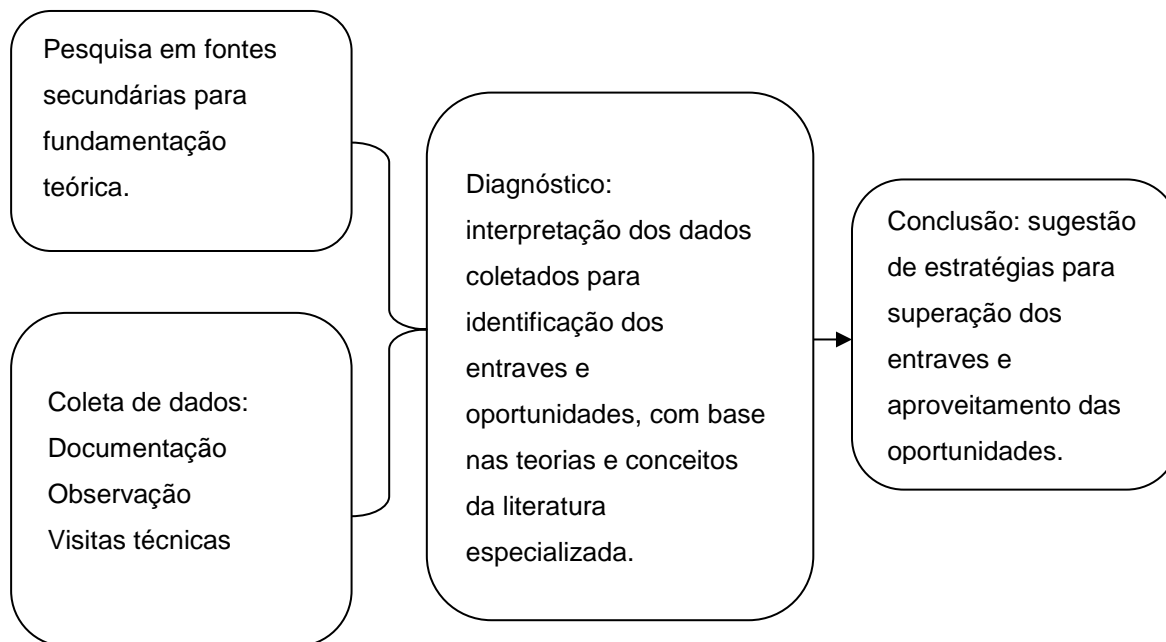 Pesquisa em fontes
secundárias para
fundamentação
teórica.
Coleta de dados:
Documentação
Observação
Visitas técnicas
Diagnóstico:
interpretação dos dados
coletados para
identificação dos
entraves e
oportunidades, com base
nas teorias e conceitos
da literatura
especializada.
Conclusão: sugestão
de estratégias para
superação dos
entraves e
aproveitamento das
oportunidades.